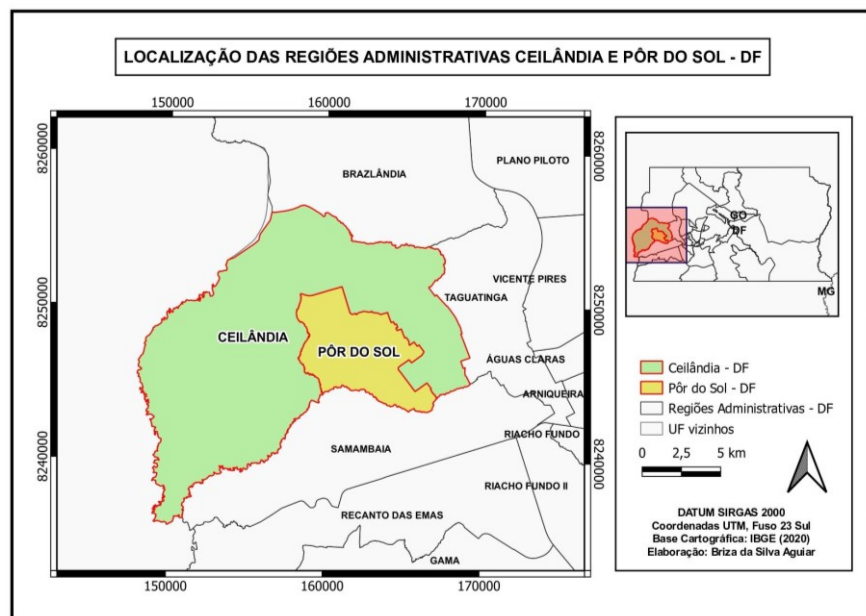 LOCALIZAÇÃO DAS REGIÕES ADMINISTRATIVAS CEILÂNDIA E PÔR DO SOL - DF
150000
160000
170000
8260000
8260000
BRAZLÂNDIA
PLANO PILOTO
VICENTE PIRES
TAGUATINGA
8250000
8250000
CEILÂNDIA
PÔR DO SOL
ÁGUAS CLARAS
ARNIQUEIRA
RIACHO FUNDO
SAMAMBAIA
8240000
8240000
RIACHO FUNDO II
RECANTO DAS EMAS
GAMA
150000
160000
170000
GO
DF
MG
Ceilândia - DF
Pôr do Sol - DF
Regiões Administrativas - DF
UF vizinhos
0 2,5 5 km
DATUM SIRGAS 2000
Coordenadas UTM, Fuso 23 Sul
Base Cartográfica: IBGE (2020)
Elaboração: Briza da Silva Aguiar